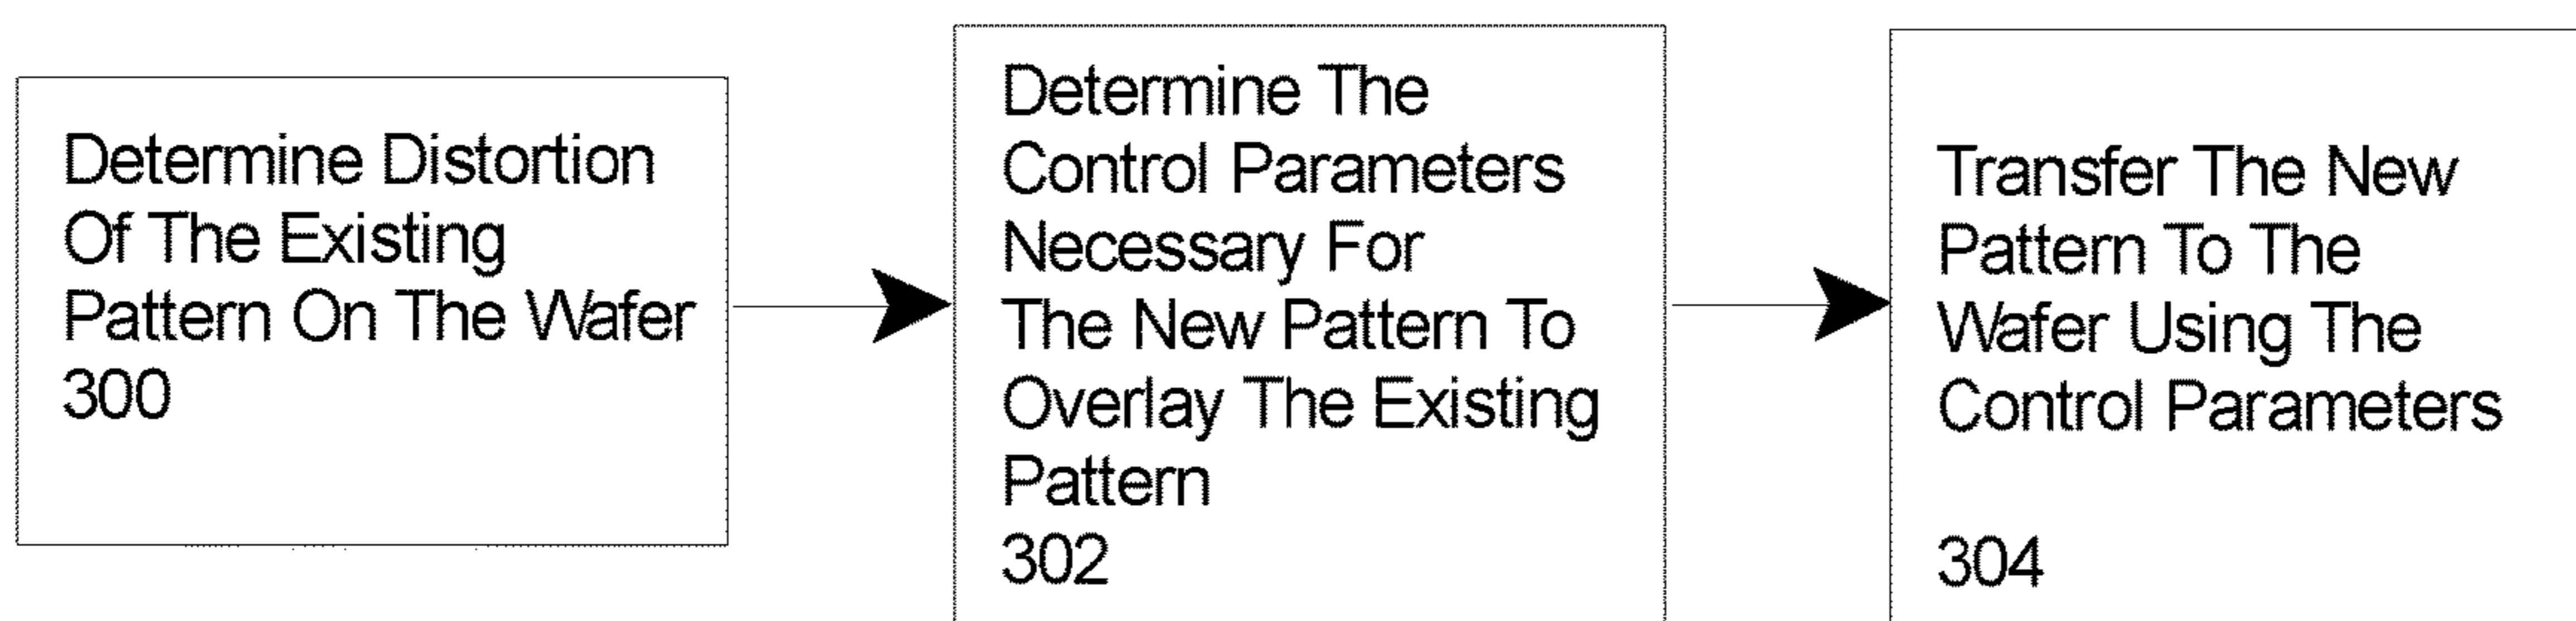 Determine Distortion
Of The Existing
Pattern On The Wafer
300
Determine The
Control Parameters
Necessary For
The New Pattern To
Overlay The Existing
Pattern
302
Transfer The New
Pattern To The
Wafer Using The
Control Parameters
304